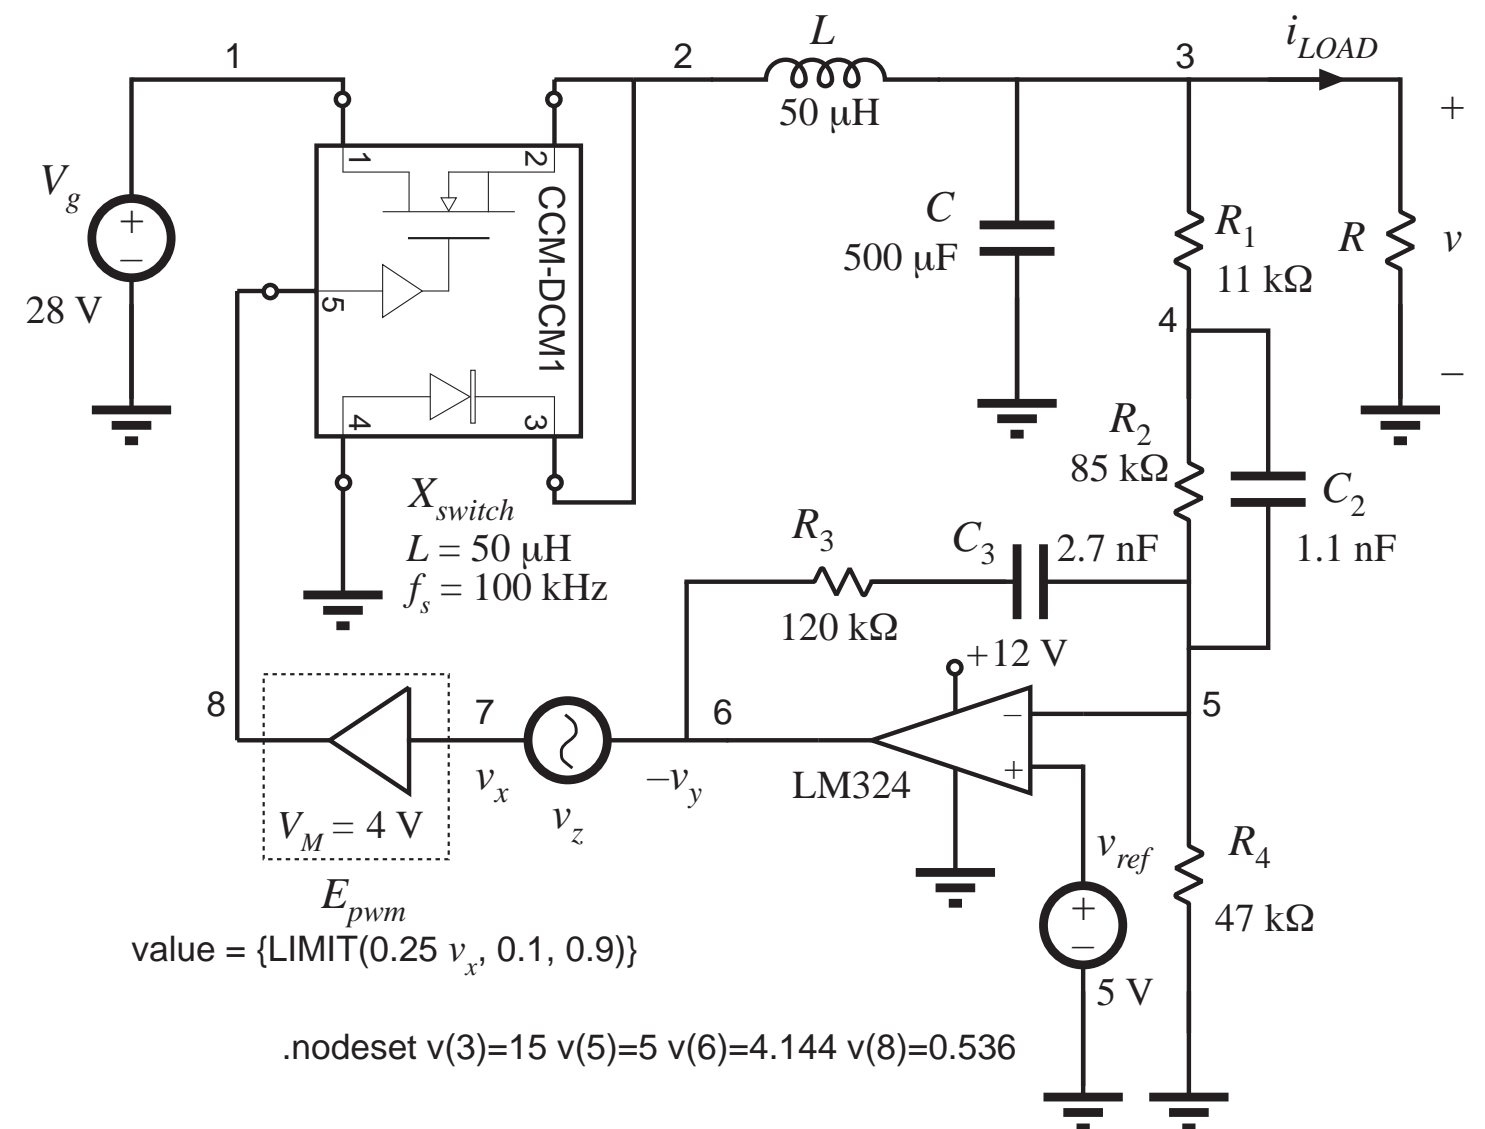 1
2
L
50 µH
3
i_LOAD
+
V_g
+
–
28 V
1
2
CCM-DCM1
5
4
3
C
500 µF
R_1
11 kΩ
R
v
4
–
X_switch
L = 50 µH
f_s = 100 kHz
R_2
85 kΩ
C_2
1.1 nF
R_3
120 kΩ
C_3
2.7 nF
+12 V
8
7
6
5
v_x
v_z
–v_y
LM324
–
+
V_M = 4 V
E_pwm
value = {LIMIT(0.25 v_x, 0.1, 0.9)}
v_ref
+
–
5 V
R_4
47 kΩ
.nodeset v(3)=15 v(5)=5 v(6)=4.144 v(8)=0.536